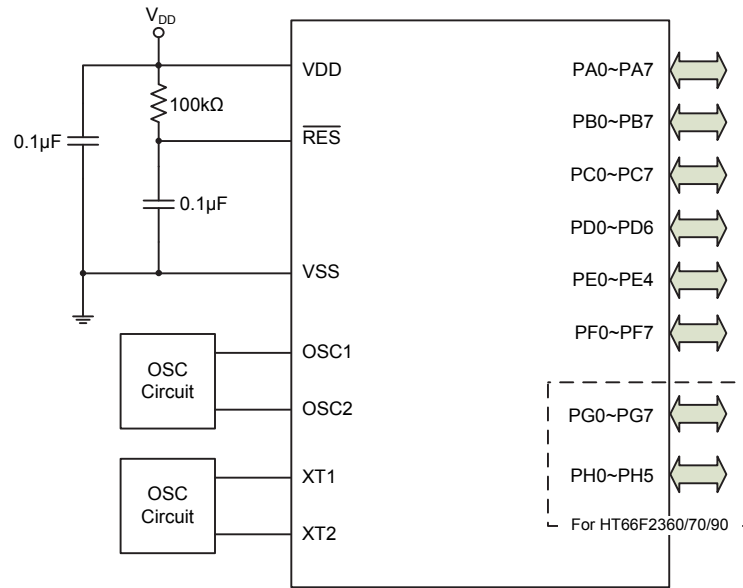 VDD
VDD
PA0~PA7
100kΩ
PB0~PB7
0.1µF
RES
PC0~PC7
0.1µF
PD0~PD6
VSS
PE0~PE4
PF0~PF7
OSC1
OSC
Circuit
OSC2
PG0~PG7
XT1
PH0~PH5
OSC
Circuit
XT2
For HT66F2360/70/90